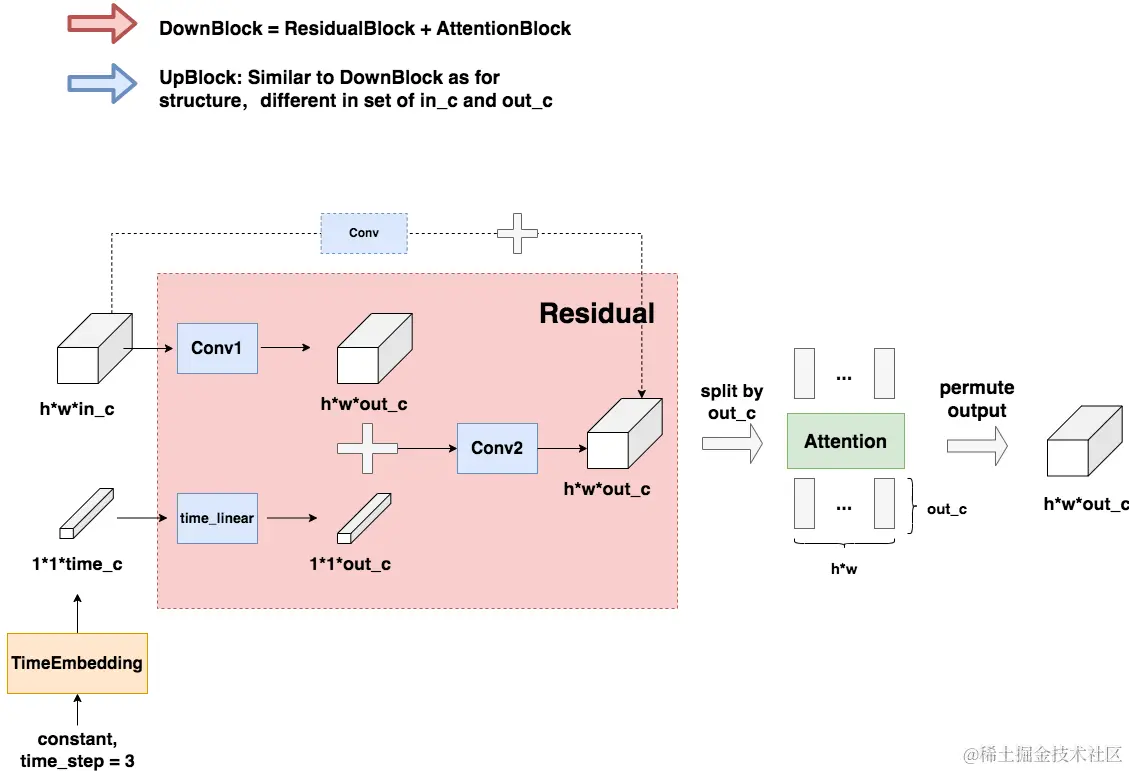 DownBlock = ResidualBlock + AttentionBlock
UpBlock: Similar to DownBlock as for
structure，different in set of in_c and out_c
Conv
Residual
Conv1
h*w*in_c
h*w*out_c
split by
out_c
...
permute
output
Attention
Conv2
h*w*out_c
h*w*out_c
time_linear
...
out_c
1*1*time_c
1*1*out_c
h*w
TimeEmbedding
constant,
time_step = 3
@稀土掘金技术社区